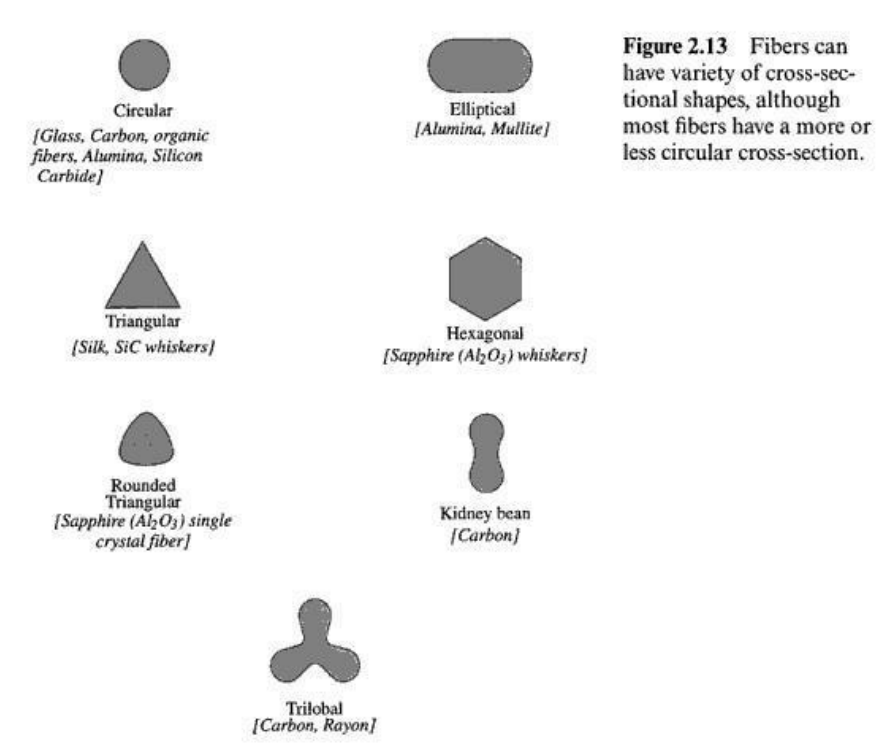 Circular
[Glass, Carbon, organic
fibers, Alumina, Silicon
Carbide]
Elliptical
[Alumina, Mullite]
Figure 2.13 Fibers can
have variety of cross-sec-
tional shapes, although
most fibers have a more or
less circular cross-section.
Triangular
[Silk, SiC whiskers]
Hexagonal
[Sapphire (Al₂O₃) whiskers]
Rounded
Triangular
[Sapphire (Al₂O₃) single
crystal fiber]
Kidney bean
[Carbon]
Trilobal
[Carbon, Rayon]